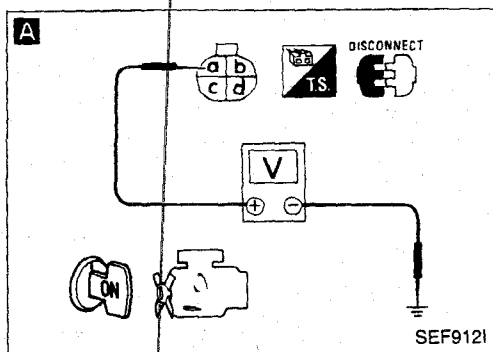 A
DISCONNECT
a b
c d
T.S.
V
⊕ ⊖
ON
SEF912I